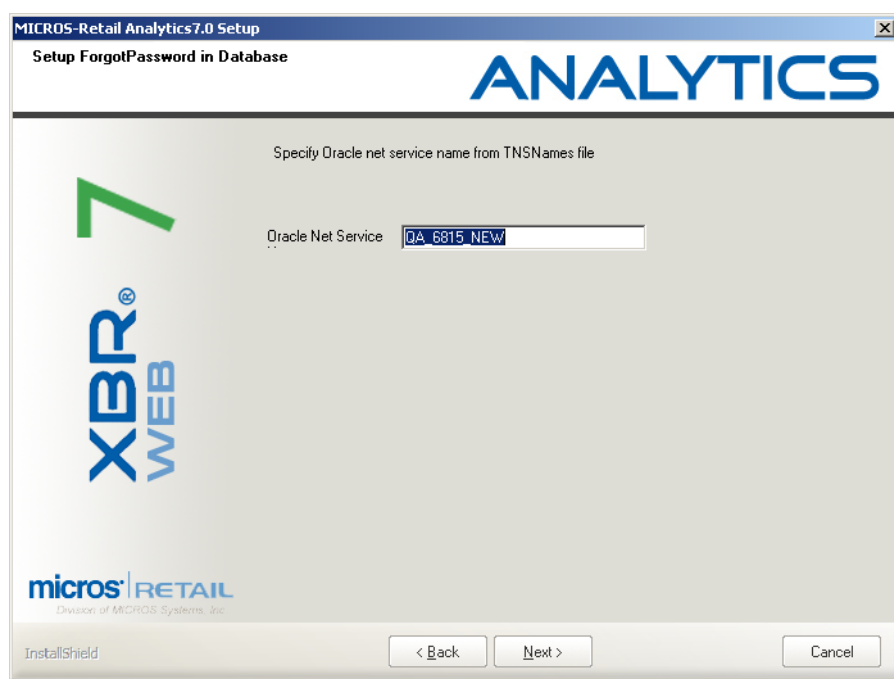 MICROS-Retail Analytics7.0 Setup
Setup ForgotPassword in Database
ANALYTICS
Specify Oracle net service name from TNSNames file
Oracle Net Service
QA_6815_NEW
XBR® 7
WEB
micros RETAIL
Division of MICROS Systems, Inc.
InstallShield
< Back
Next >
Cancel